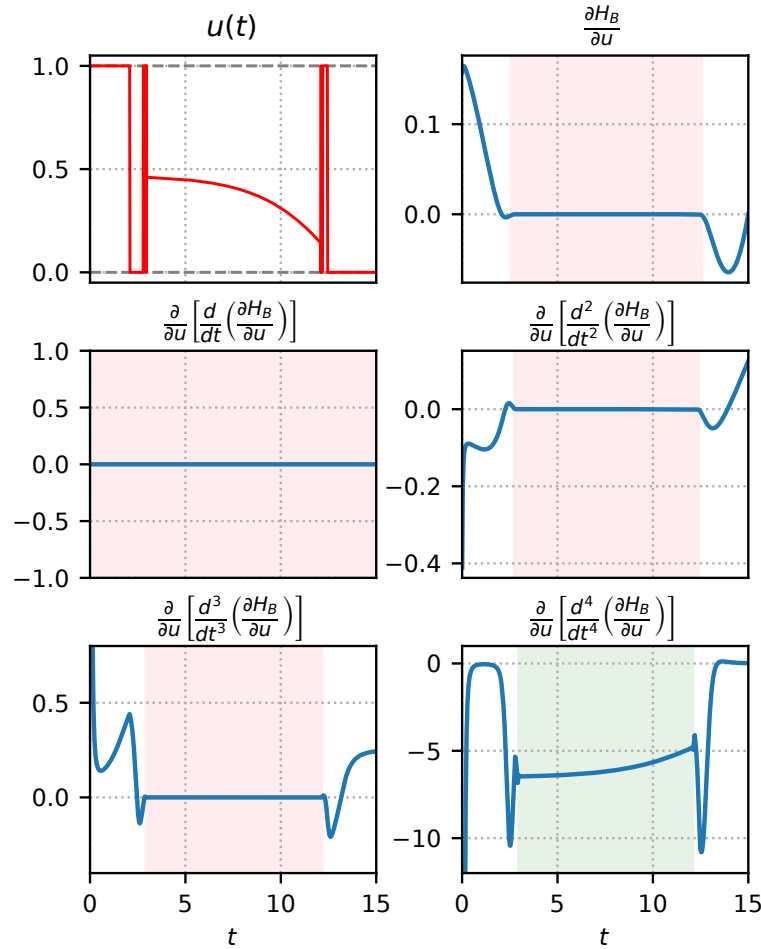 u(t)
∂H_B/∂u
1.0
0.5
0.0
0.1
0.0
∂/∂u [d/dt (∂H_B/∂u)]
∂/∂u [d²/dt² (∂H_B/∂u)]
1.0
0.5
0.0
−0.5
−1.0
0.0
−0.2
−0.4
∂/∂u [d³/dt³ (∂H_B/∂u)]
∂/∂u [d⁴/dt⁴ (∂H_B/∂u)]
0.5
0.0
0
−5
−10
0 5 10 15
0 5 10 15
t
t